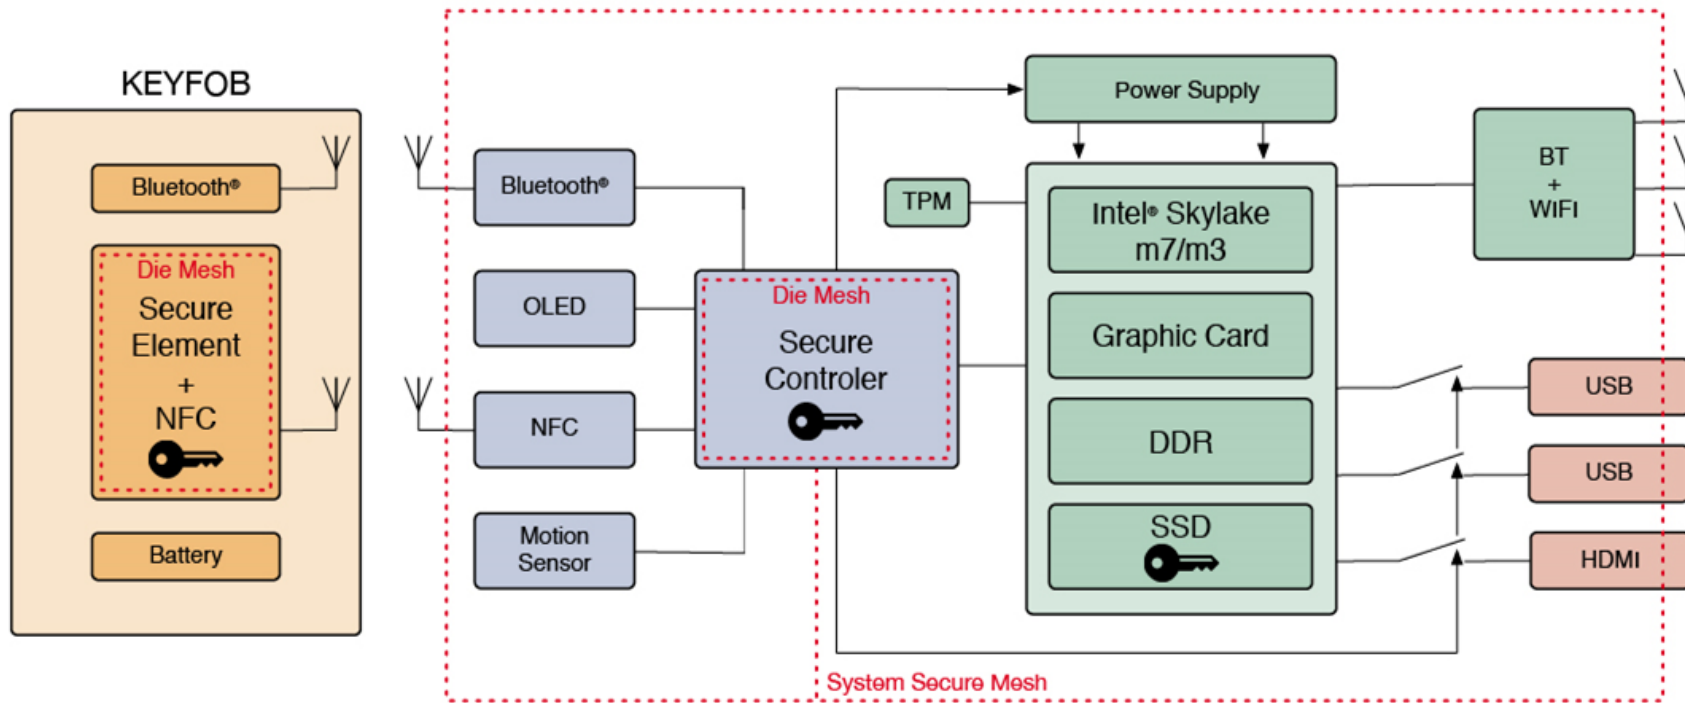 KEYFOB
Bluetooth®
Die Mesh
Secure
Element
+
NFC
Battery
Bluetooth®
OLED
NFC
Motion
Sensor
Die Mesh
Secure
Controler
Power Supply
TPM
Intel® Skylake
m7/m3
Graphic Card
DDR
SSD
BT
+
WIFI
USB
USB
HDMI
System Secure Mesh